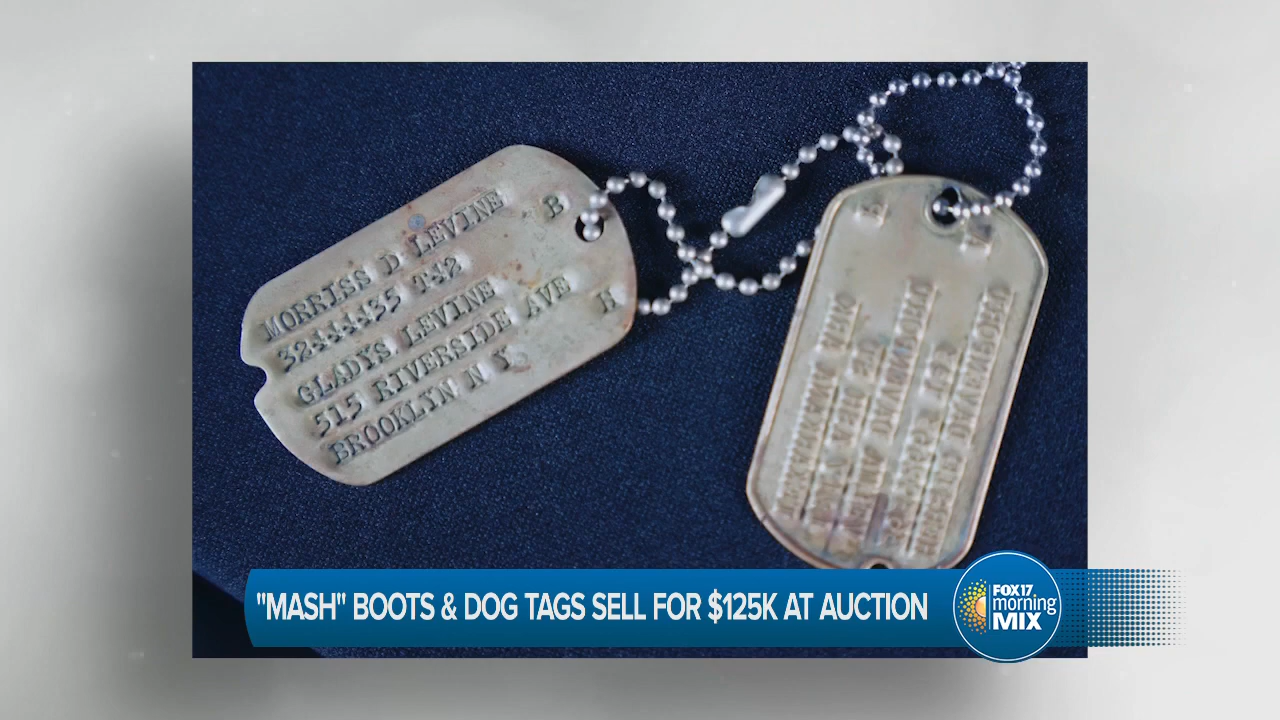 MORRISS D LEVINE B
32444435 T42
GLADYS LEVINE
515 RIVERSIDE AVE H
BROOKLYN N Y
"MASH" BOOTS & DOG TAGS SELL FOR $125K AT AUCTION
FOX17
morning
MIX